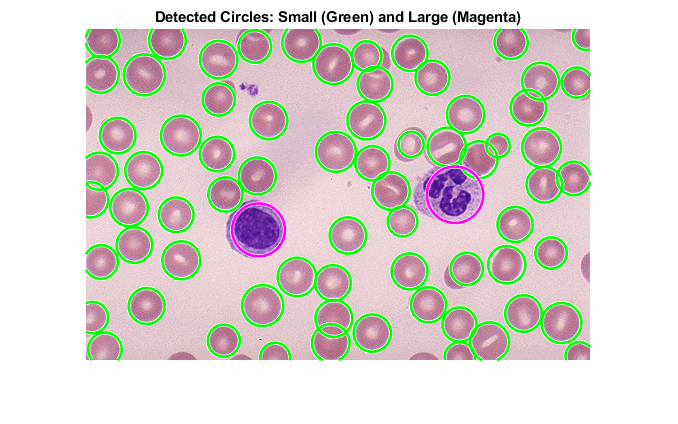 Detected Circles: Small (Green) and Large (Magenta)